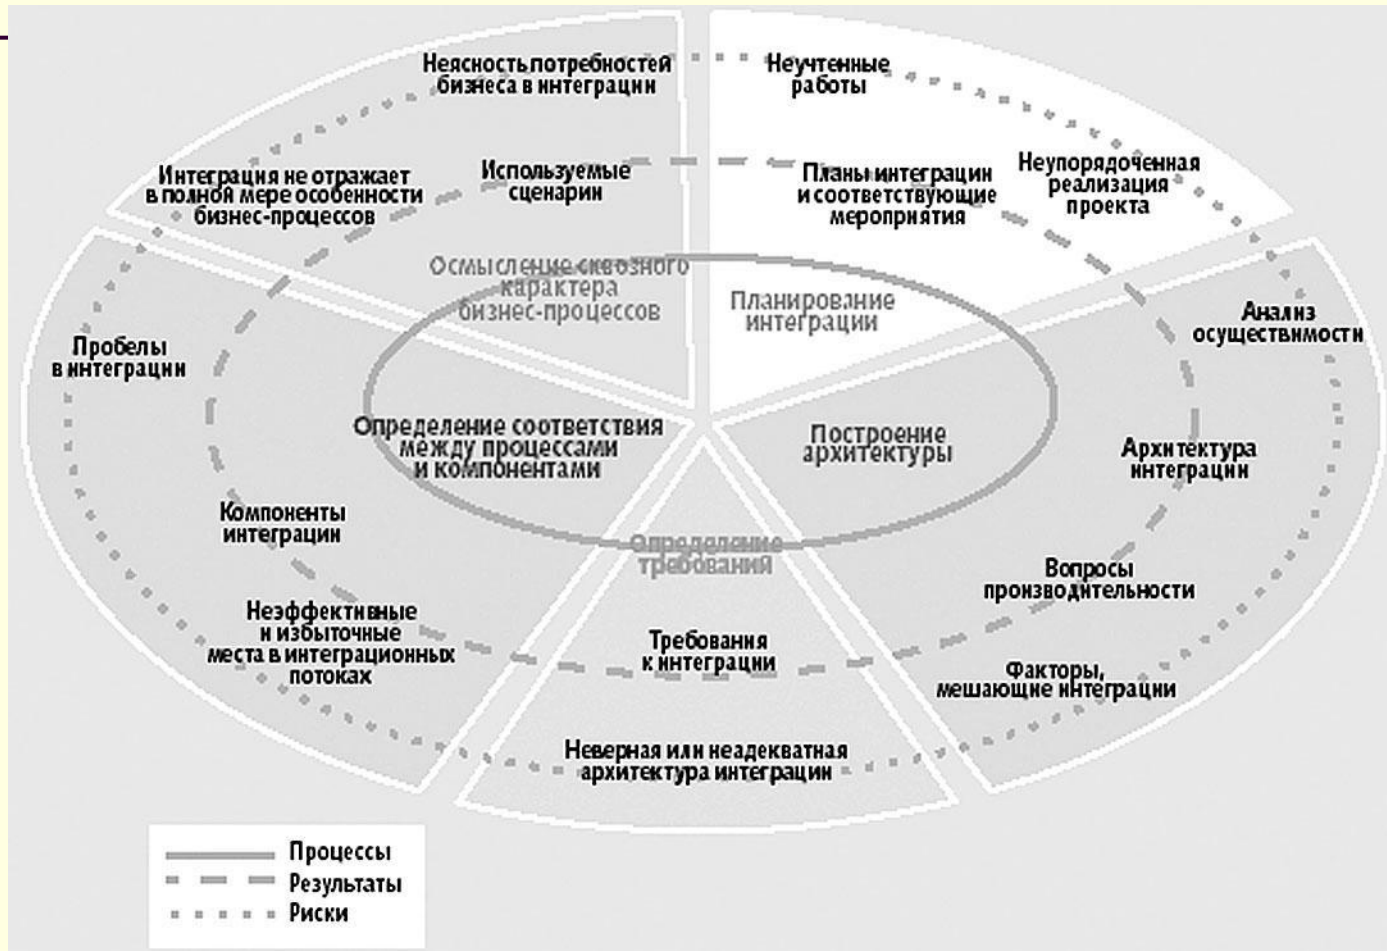 Неясность потребностей
бизнеса в интеграции
Неучтенные
работы
Интеграция не отражает
в полной мере особенности
бизнес-процессов
Используемые
сценарии
Планы интеграции
и соответствующие
мероприятия
Неупорядоченная
реализация
проекта
Осмысление сквозного
характера
бизнес-процессов
Планирование
интеграции
Анализ
осуществимости
Пробелы
в интеграции
Определение соответствия
между процессами
и компонентами
Построение
архитектуры
Архитектура
интеграции
Компоненты
интеграции
Определение
требований
Вопросы
производительности
Неэффективные
и избыточные
места в интеграционных
потоках
Требования
к интеграции
Факторы,
мешающие интеграции
Неверная или неадекватная
архитектура интеграции
Процессы
Результаты
Риски